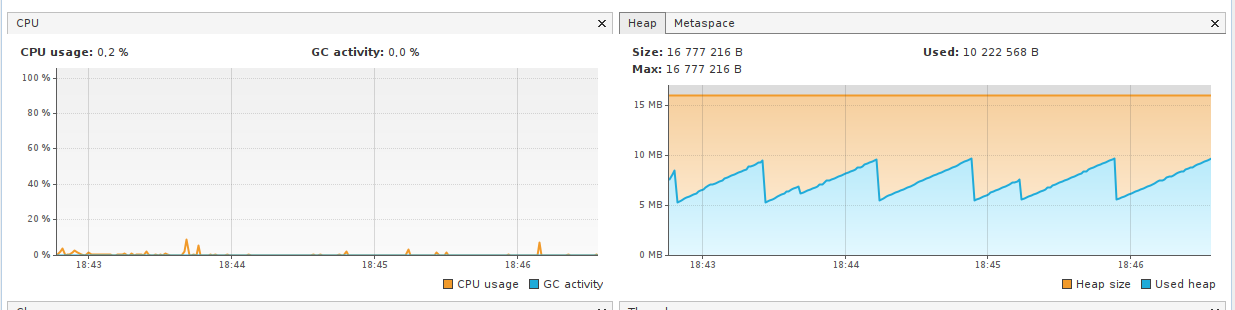 CPU
CPU usage: 0,2 % GC activity: 0,0 %
100 %
80 %
60 %
40 %
20 %
0 %
18:43 18:44 18:45 18:46
CPU usage GC activity
Heap Metaspace
Size: 16 777 216 B Used: 10 222 568 B
Max: 16 777 216 B
15 MB
10 MB
5 MB
0 MB
18:43 18:44 18:45 18:46
Heap size Used heap